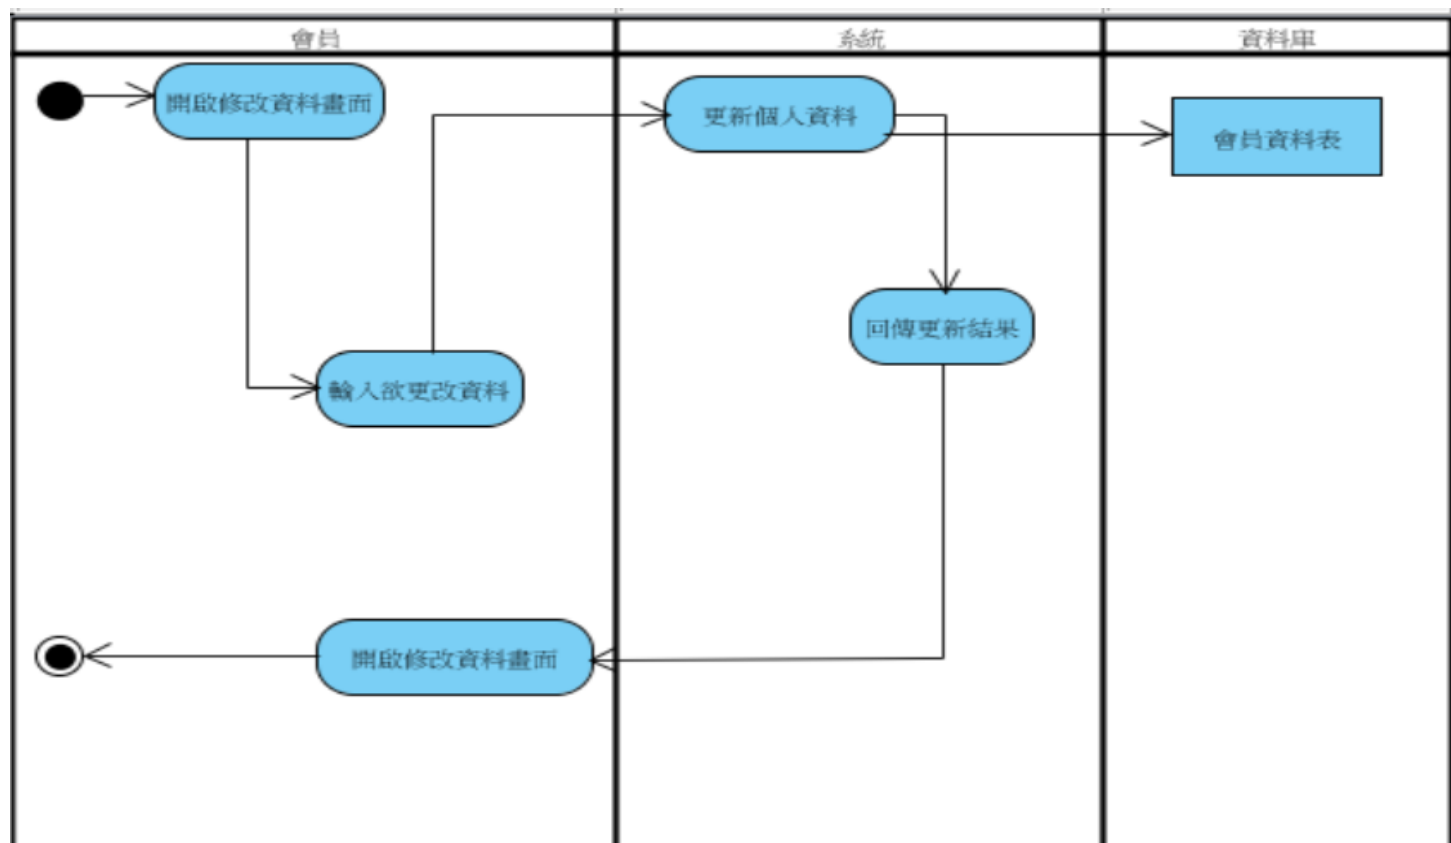 會員
系統
資料庫
開啟修改資料畫面
更新個人資料
會員資料表
回傳更新結果
輸入欲更改資料
開啟修改資料畫面